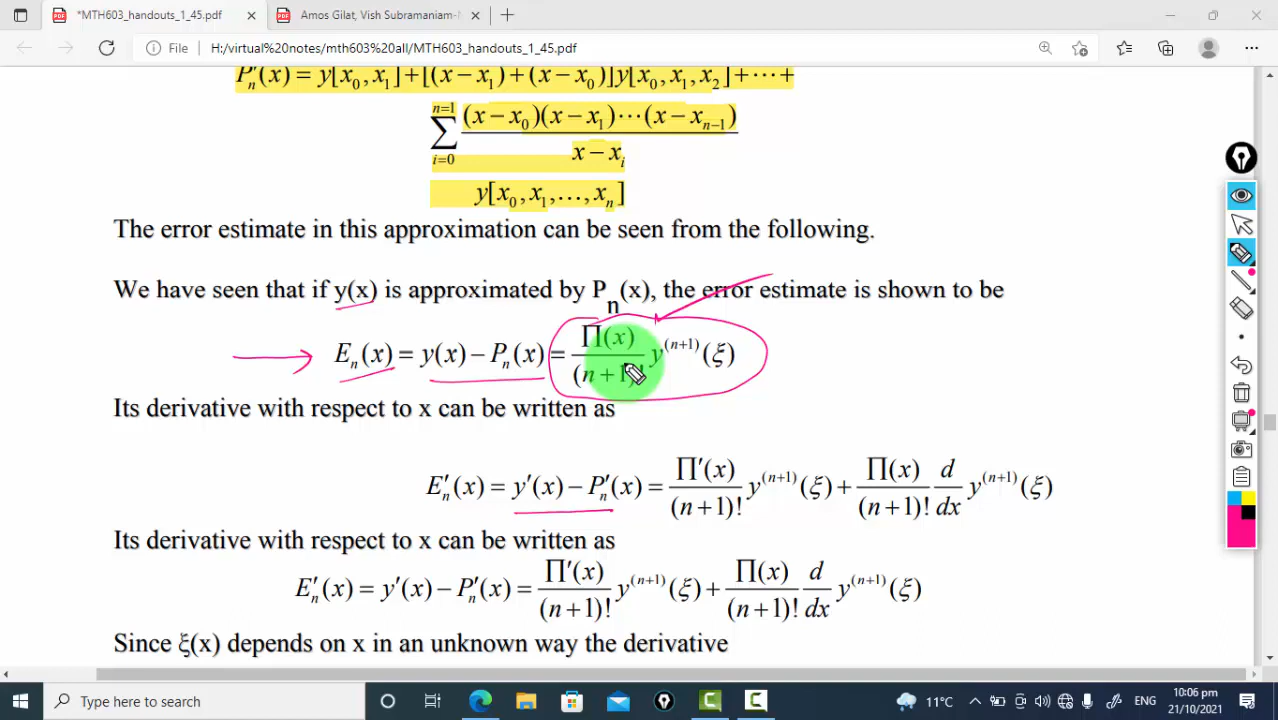 *MTH603_handouts_1_45.pdf
Amos Gilat, Vish Subramaniam-
File H:/virtual%20notes/mth603%20all/MTH603_handouts_1_45.pdf
P′ₙ(x) = y[x₀, x₁] + [(x − x₁) + (x − x₀)]y[x₀, x₁, x₂] + ⋯ +
n=1 ∑ i=0 (x − x₀)(x − x₁)⋯(x − xₙ₋₁) / x − xᵢ
y[x₀, x₁, …, xₙ]
The error estimate in this approximation can be seen from the following.
We have seen that if y(x) is approximated by Pₙ(x), the error estimate is shown to be
Eₙ(x) = y(x) − Pₙ(x) = ∏(x) / (n+1)! y⁽ⁿ⁺¹⁾(ξ)
Its derivative with respect to x can be written as
E′ₙ(x) = y′(x) − P′ₙ(x) = ∏′(x) / (n+1)! y⁽ⁿ⁺¹⁾(ξ) + ∏(x) / (n+1)! d/dx y⁽ⁿ⁺¹⁾(ξ)
Its derivative with respect to x can be written as
E′ₙ(x) = y′(x) − P′ₙ(x) = ∏′(x) / (n+1)! y⁽ⁿ⁺¹⁾(ξ) + ∏(x) / (n+1)! d/dx y⁽ⁿ⁺¹⁾(ξ)
Since ξ(x) depends on x in an unknown way the derivative
Type here to search
11°C
ENG
10:06 pm
21/10/2021